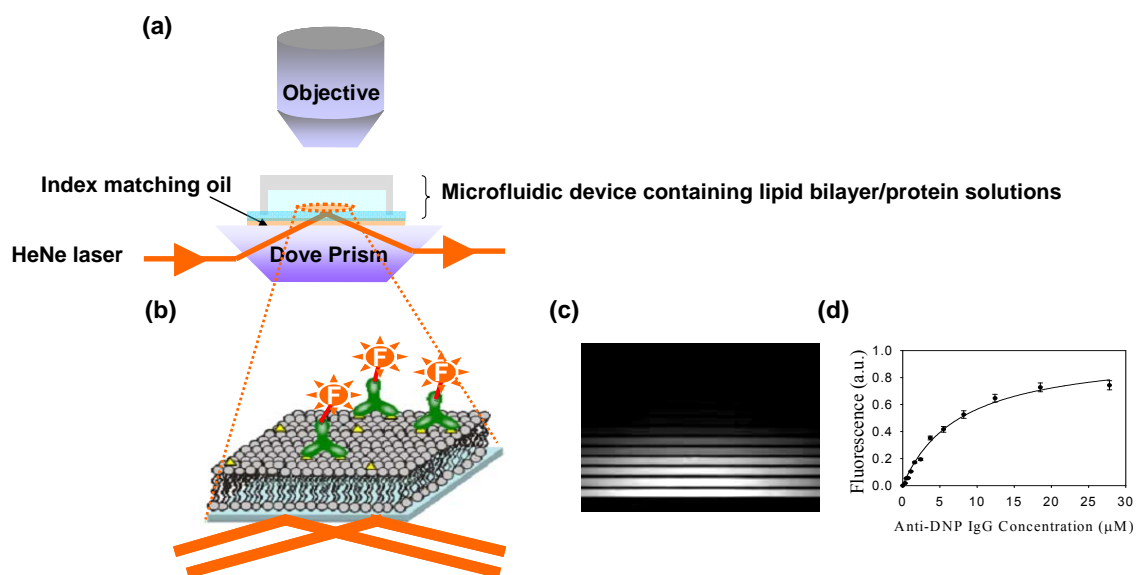 (a)
Objective
Index matching oil
Microfluidic device containing lipid bilayer/protein solutions
HeNe laser
Dove Prism
(b)
F
F
F
(c)
(d)
Fluorescence (a.u.)
1.0
0.8
0.6
0.4
0.2
0.0
0 5 10 15 20 25 30
Anti-DNP IgG Concentration (µM)